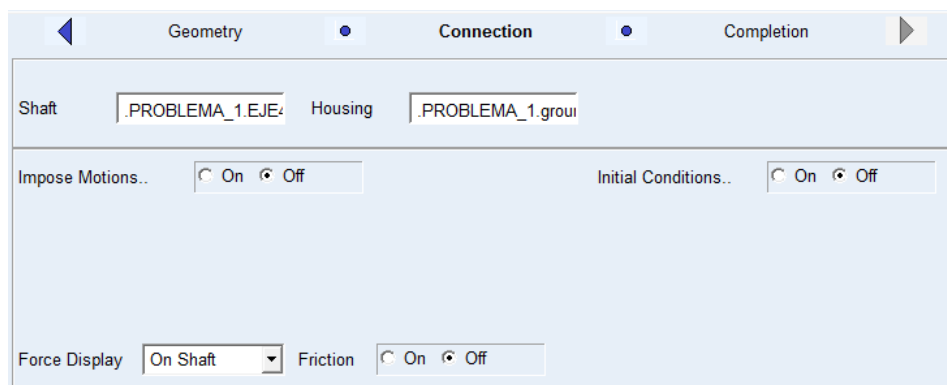 Geometry Connection Completion
Shaft .PROBLEMA_1.EJE4 Housing .PROBLEMA_1.grou
Impose Motions.. On Off Initial Conditions.. On Off
Force Display On Shaft Friction On Off